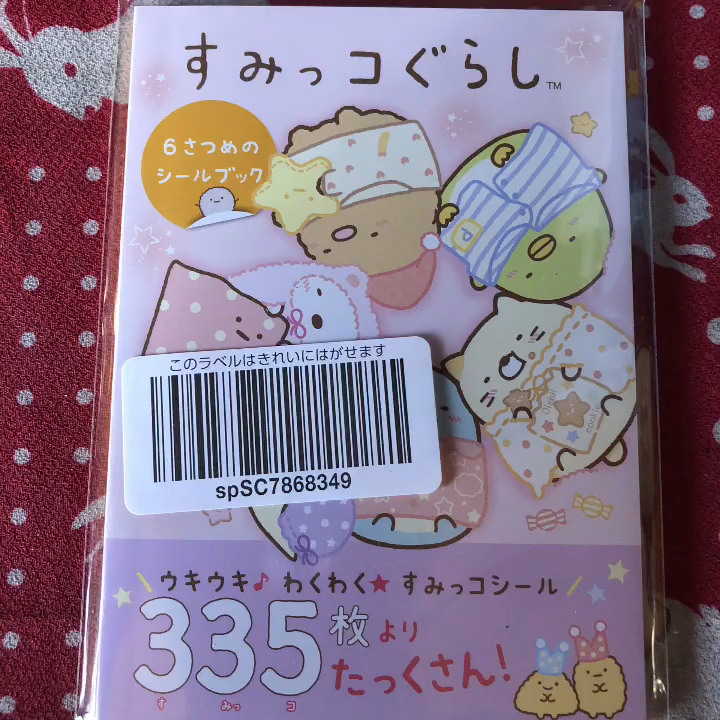 すみっコぐらし™
6さつめの
シールブック
このラベルはきれいにはがせます
spSC7868349
ウキウキ♪ わくわく★ すみっコシール
335枚より
す みっ コ
たっくさん!